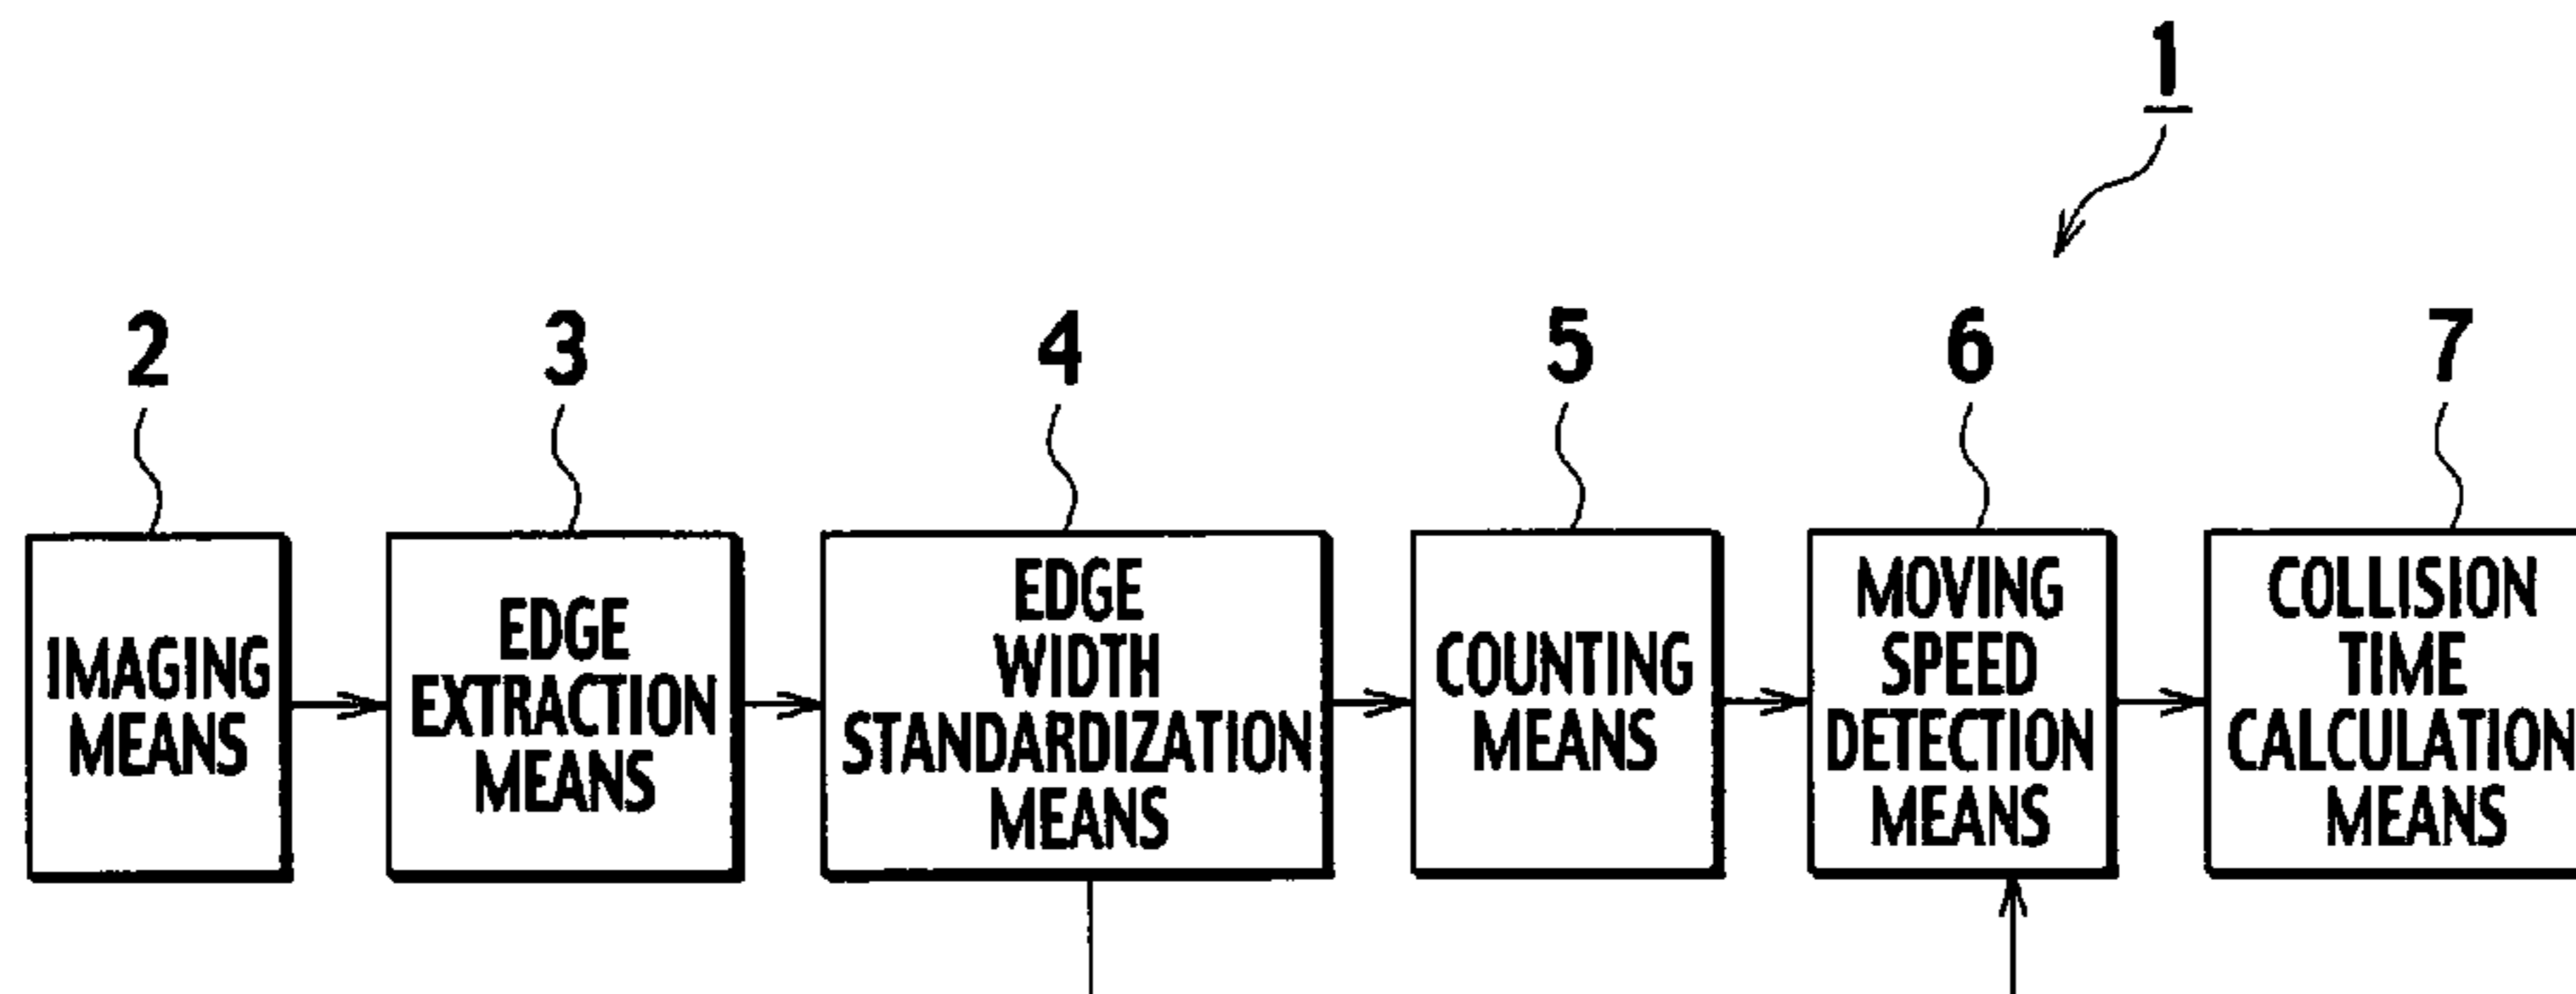 1
2
3
4
5
6
7
IMAGING
MEANS
EDGE
EXTRACTION
MEANS
EDGE
WIDTH
STANDARDIZATION
MEANS
COUNTING
MEANS
MOVING
SPEED
DETECTION
MEANS
COLLISION
TIME
CALCULATION
MEANS